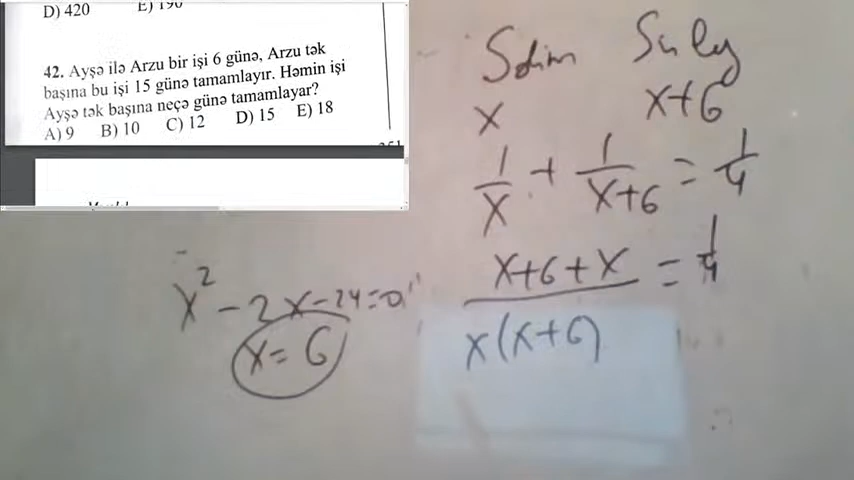 D) 420 E) 190
42. Ayşə ilə Arzu bir işi 6 günə, Arzu tək
başına bu işi 15 günə tamamlayır. Həmin işi
Ayşə tək başına neçə günə tamamlayar?
A) 9 B) 10 C) 12 D) 15 E) 18
Səlim
x x+6
1/x + 1/(x+6) = 1/4
(x+6+x)/(x(x+6)) = 1/4
x² - 2x - 24 = 0
x = 6